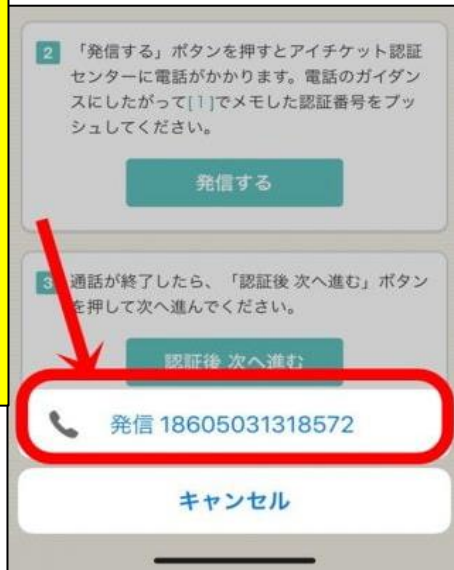 2 「発信する」ボタンを押すとアイチケット認証
センターに電話がかかります。電話のガイダン
スにしたがって[1]でメモした認証番号をプッ
シュしてください。
発信する
3 通話が終了したら、「認証後 次へ進む」ボタン
を押して次へ進んでください。
認証後 次へ進む
発信 18605031318572
キャンセル